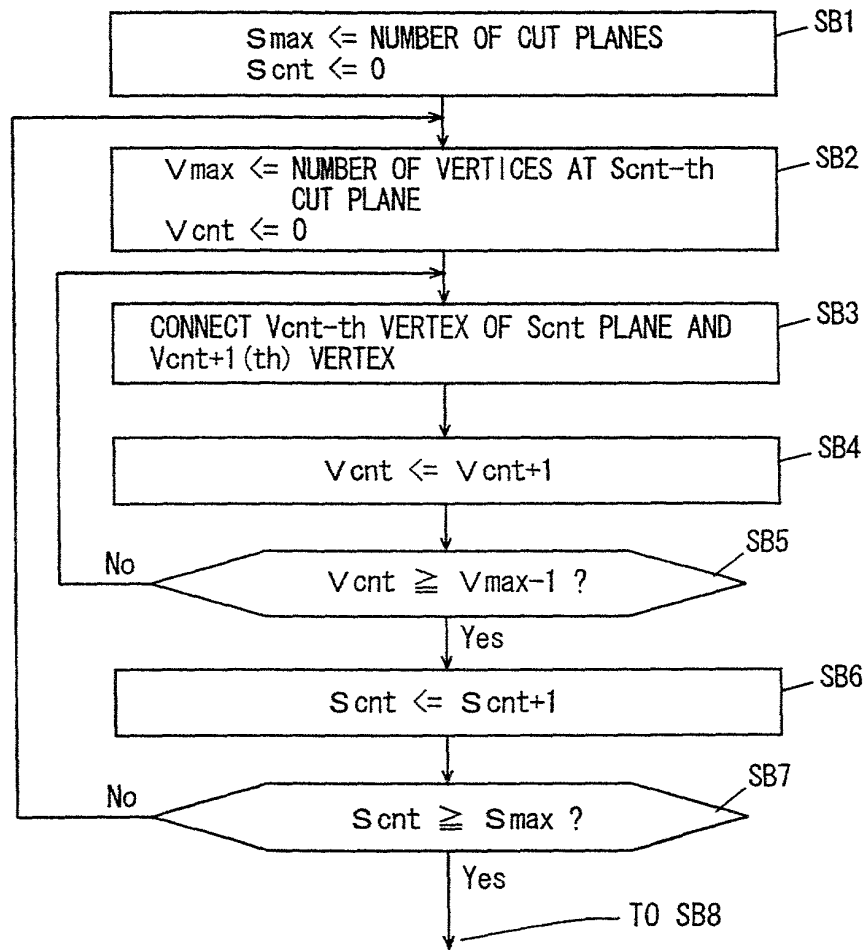 Smax <= NUMBER OF CUT PLANES
Scnt <= 0
SB1
Vmax <= NUMBER OF VERTICES AT Scnt-th
CUT PLANE
Vcnt <= 0
SB2
CONNECT Vcnt-th VERTEX OF Scnt PLANE AND
Vcnt+1(th) VERTEX
SB3
Vcnt <= Vcnt+1
SB4
No
Vcnt ≧ Vmax-1 ?
SB5
Yes
Scnt <= Scnt+1
SB6
No
Scnt ≧ Smax ?
SB7
Yes
TO SB8